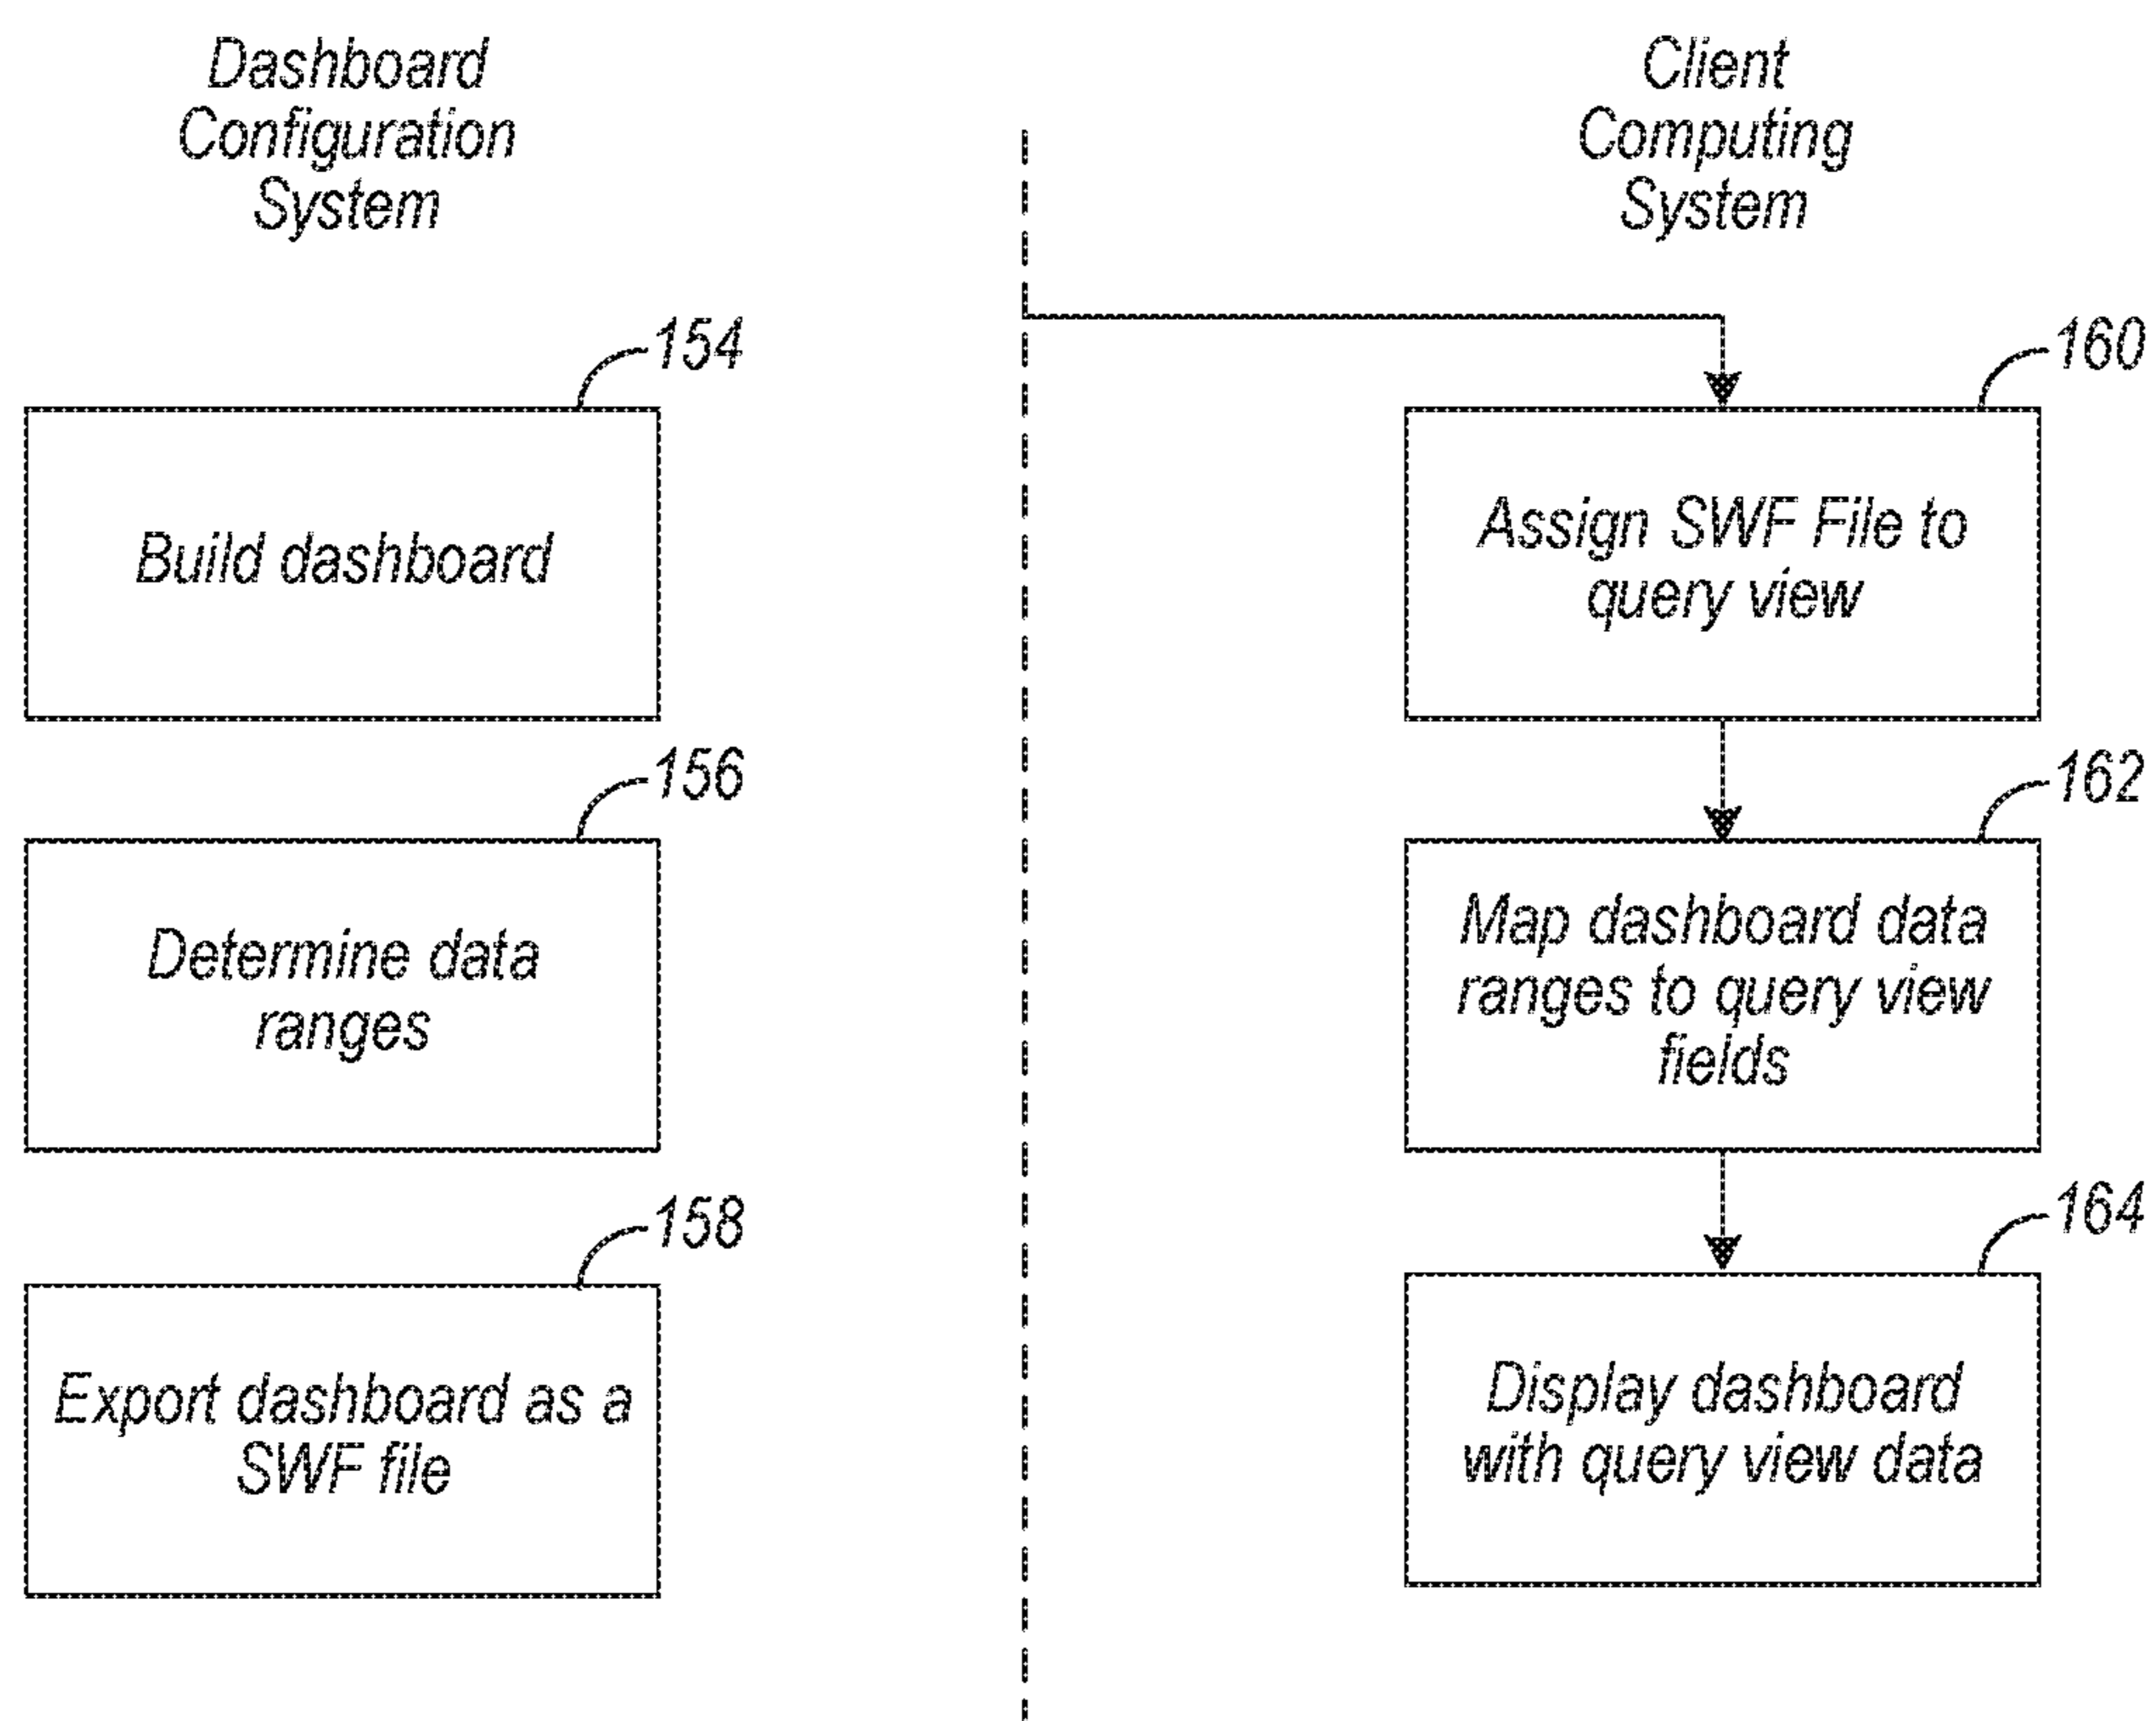 Dashboard
Configuration
System
154
Build dashboard
156
Determine data
ranges
158
Export dashboard as a
SWF file
Client
Computing
System
160
Assign SWF File to
query view
162
Map dashboard data
ranges to query view
fields
164
Display dashboard
with query view data